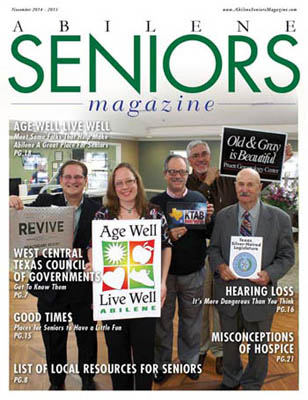 November 2014 - 2015
www.AbileneSeniorsMagazine.com
ABILENE
SENIORS
magazine
AGE WELL LIVE WELL
Meet Some Folks That Help Make
Abilene A Great Place For Seniors
PG.18
Old & Gray
is Beautiful
REVIVE
KTAB
Age Well
Live Well
ABILENE
Texas
Silver-Haired
Legislature
WEST CENTRAL
TEXAS COUNCIL
OF GOVERNMENTS
Get To Know Them
PG.7
HEARING LOSS
It's More Dangerous Than You Think
PG.16
GOOD TIMES
Places for Seniors to Have a Little Fun
PG.15
MISCONCEPTIONS
OF HOSPICE
PG.21
LIST OF LOCAL RESOURCES FOR SENIORS
PG.8